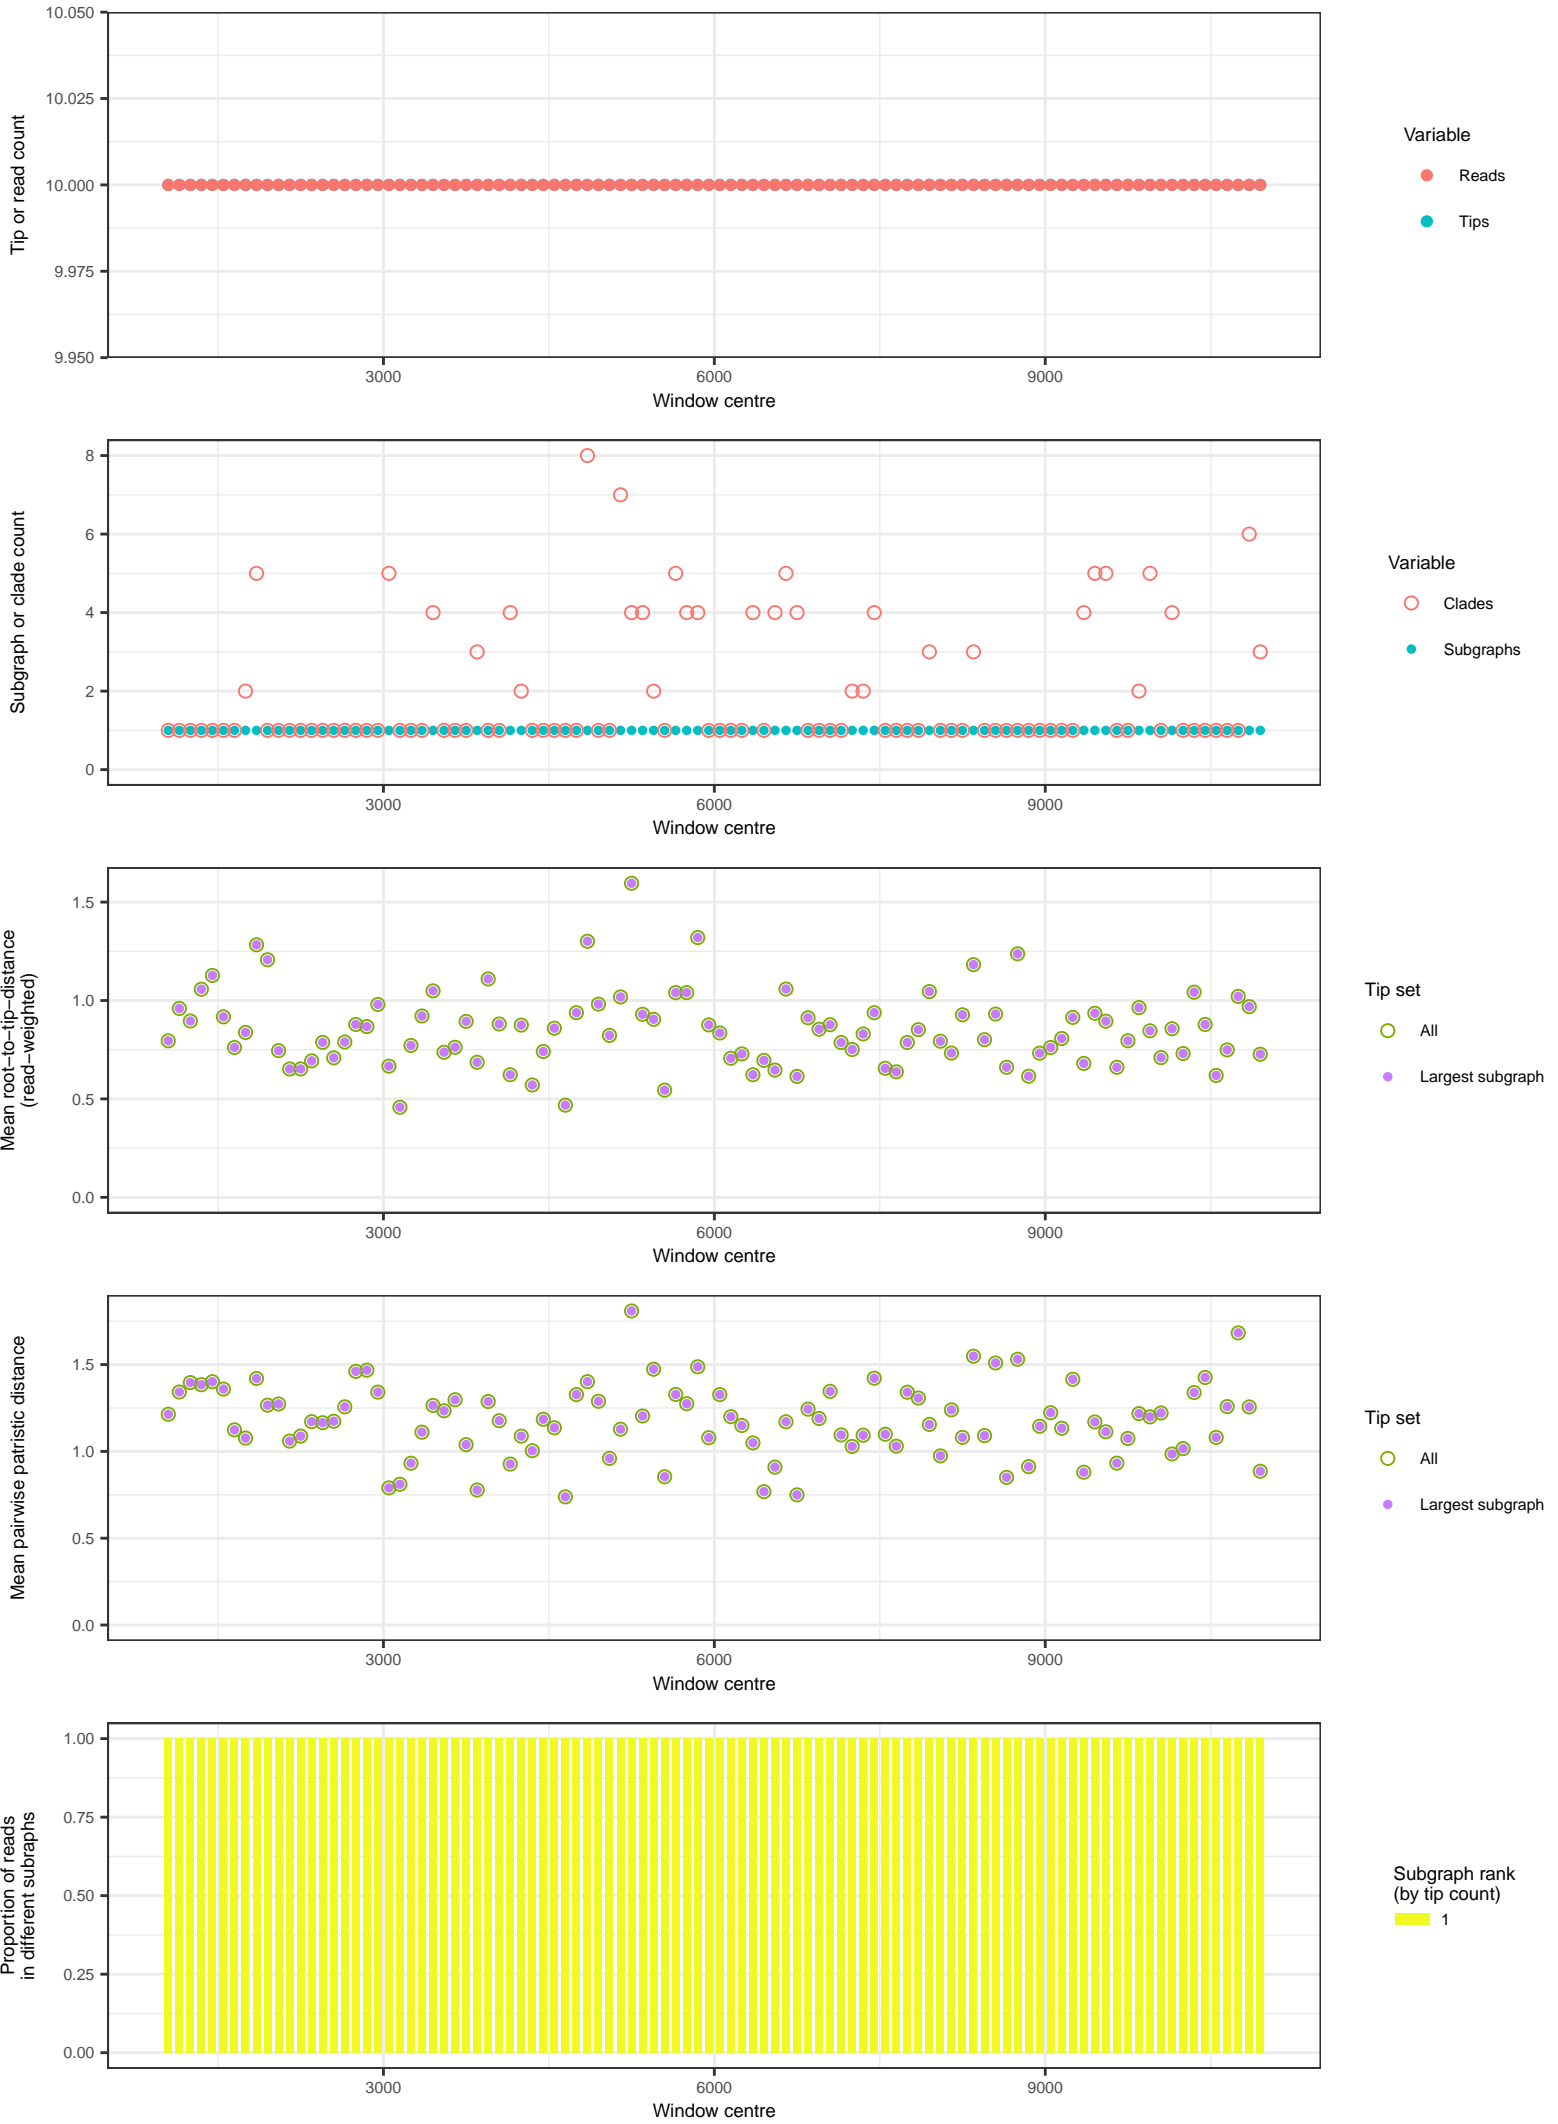 10.050
10.025
10.000
9.975
9.950
Tip or read count
3000
6000
9000
Window centre
Variable
Reads
Tips
8
6
4
2
0
Subgraph or clade count
3000
6000
9000
Window centre
Variable
Clades
Subgraphs
1.5
1.0
0.5
0.0
Mean root−to−tip−distance
(read−weighted)
3000
6000
9000
Window centre
Tip set
All
Largest subgraph
1.5
1.0
0.5
0.0
Mean pairwise patristic distance
3000
6000
9000
Window centre
Tip set
All
Largest subgraph
1.00
0.75
0.50
0.25
0.00
Proportion of reads
in different subraphs
3000
6000
9000
Window centre
Subgraph rank
(by tip count)
1